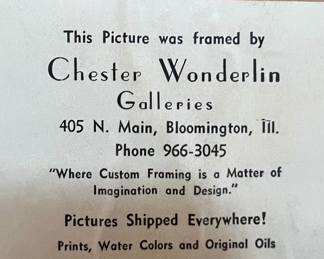 This Picture was framed by
Chester Wonderlin
Galleries
405 N. Main, Bloomington, Ill.
Phone 966-3045
"Where Custom Framing is a Matter of
Imagination and Design."
Pictures Shipped Everywhere!
Prints, Water Colors and Original Oils